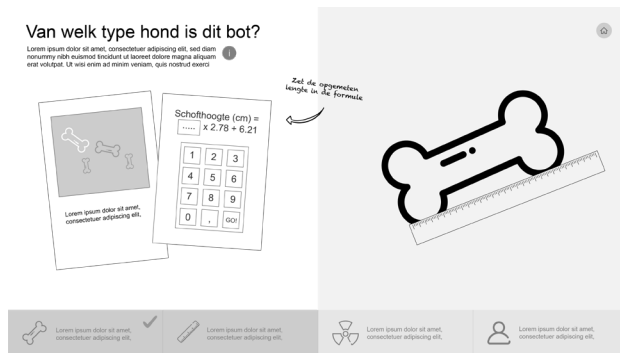 Van welk type hond is dit bot?
Lorem ipsum dolor sit amet, consectetuer adipiscing elit, sed diam
nonummy nibh euismod tincidunt ut laoreet dolore magna aliquam
erat volutpat. Ut wisi enim ad minim veniam, quis nostrud exerci
i
Zet de opgemeten
lengte in de formule
Schofthoogte (cm) =
..... x 2.78 + 6.21
1 2 3
4 5 6
7 8 9
0 , GO!
Lorem ipsum dolor sit amet,
consectetuer adipiscing elit,
Lorem ipsum dolor sit amet,
consectetuer adipiscing elit,
Lorem ipsum dolor sit amet,
consectetuer adipiscing elit,
Lorem ipsum dolor sit amet,
consectetuer adipiscing elit,
Lorem ipsum dolor sit amet,
consectetuer adipiscing elit,